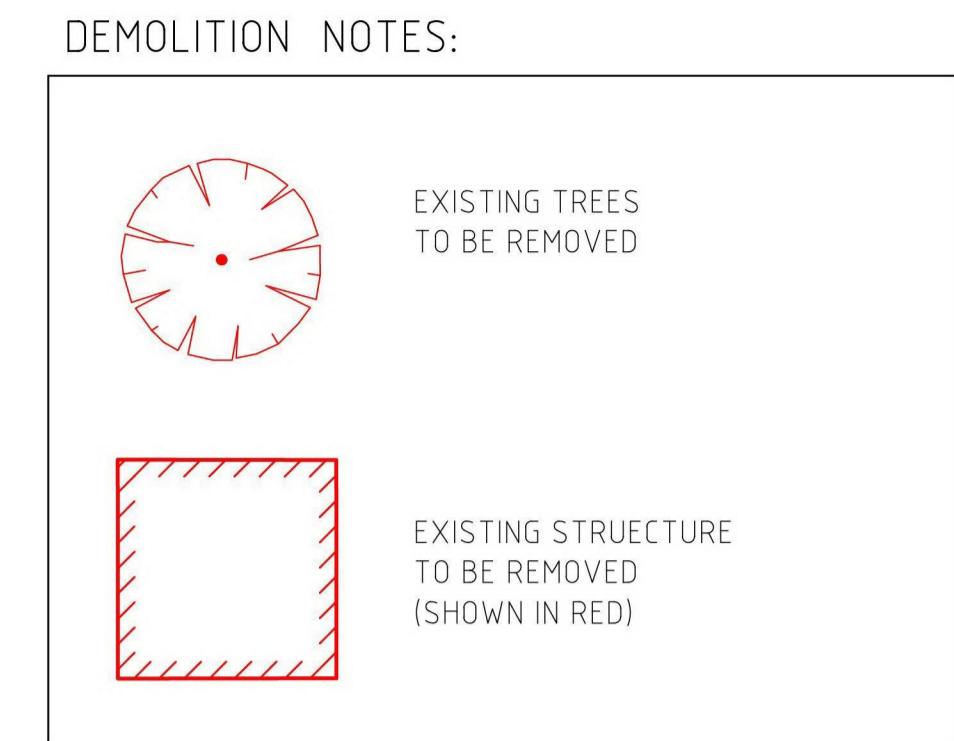 DEMOLITION NOTES:
EXISTING TREES
TO BE REMOVED
EXISTING STRUECTURE
TO BE REMOVED
(SHOWN IN RED)